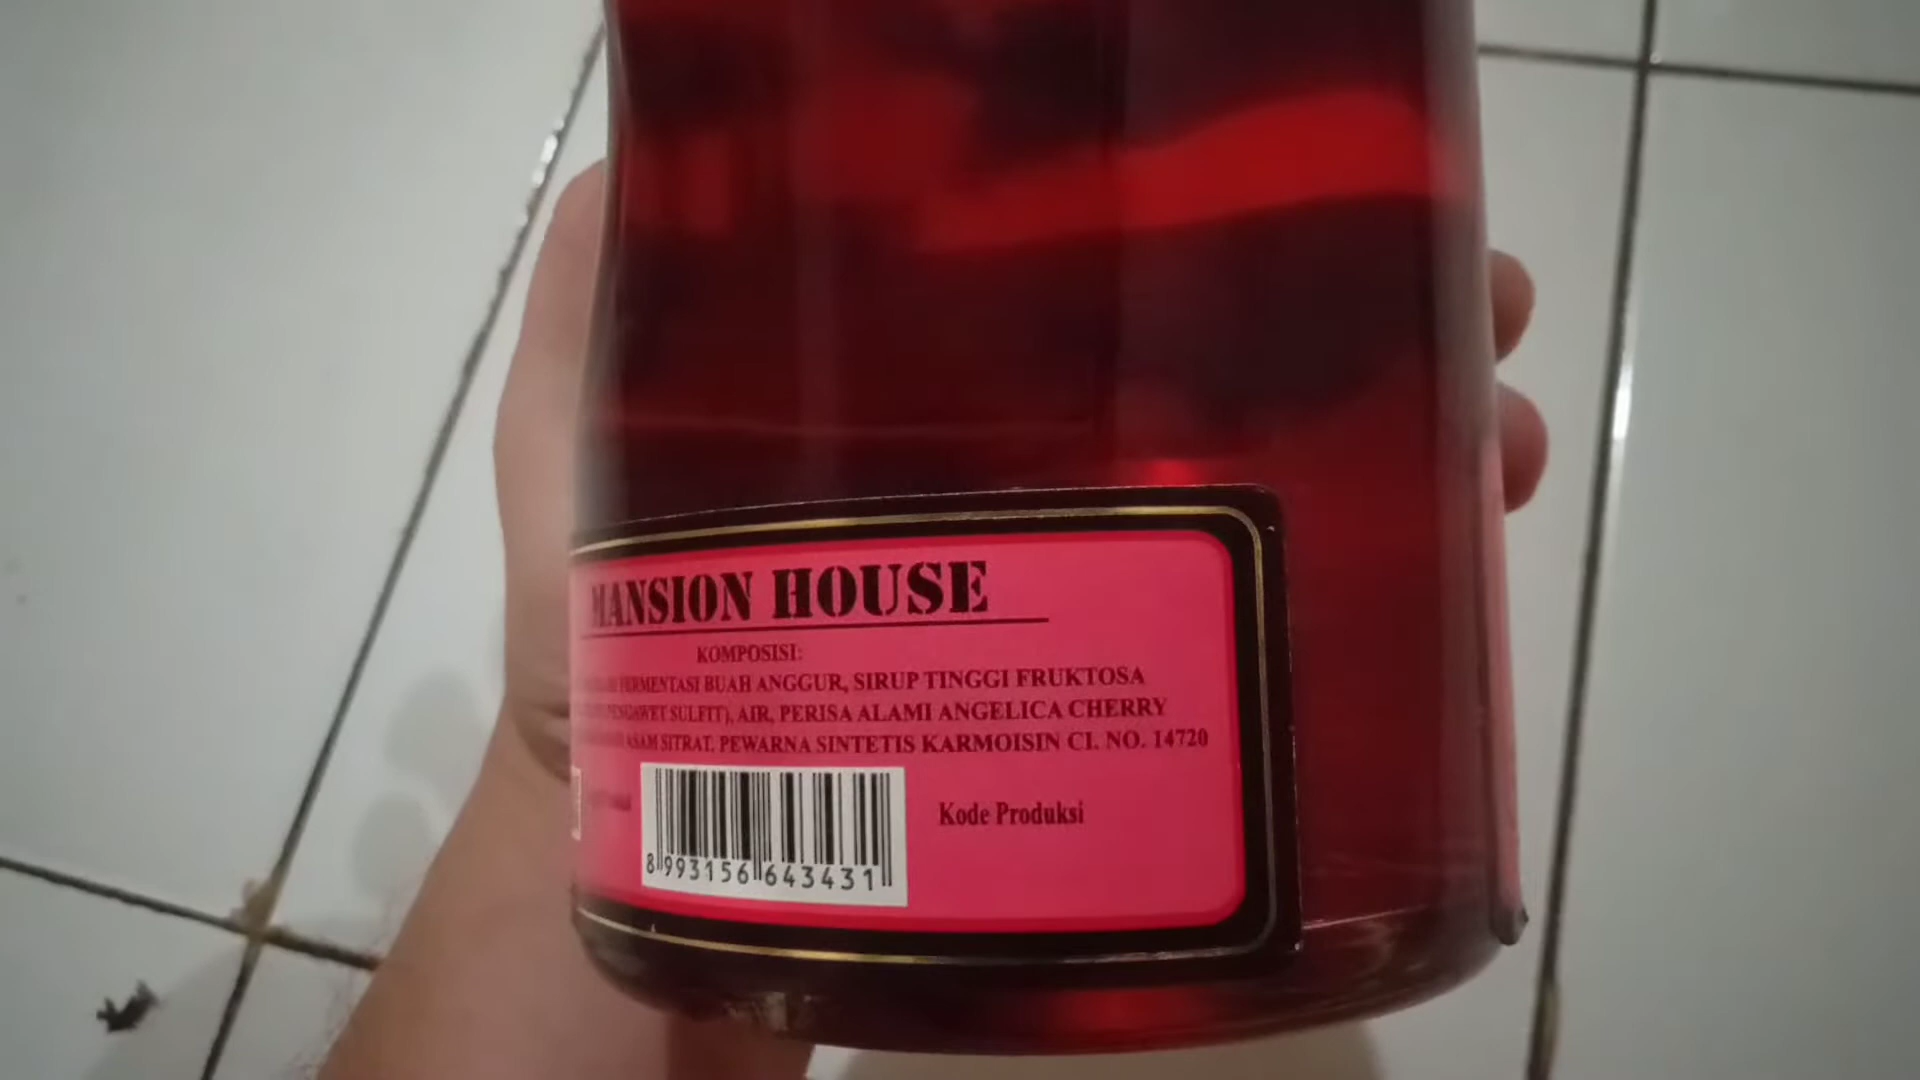 MANSION HOUSE
KOMPOSISI:
FERMENTASI BUAH ANGGUR, SIRUP TINGGI FRUKTOSA
PENGAWET SULFIT), AIR, PERISA ALAMI ANGELICA CHERRY
ASAM SITRAT. PEWARNA SINTETIS KARMOISIN CI. NO. 14720
Kode Produksi
8 993156 643431